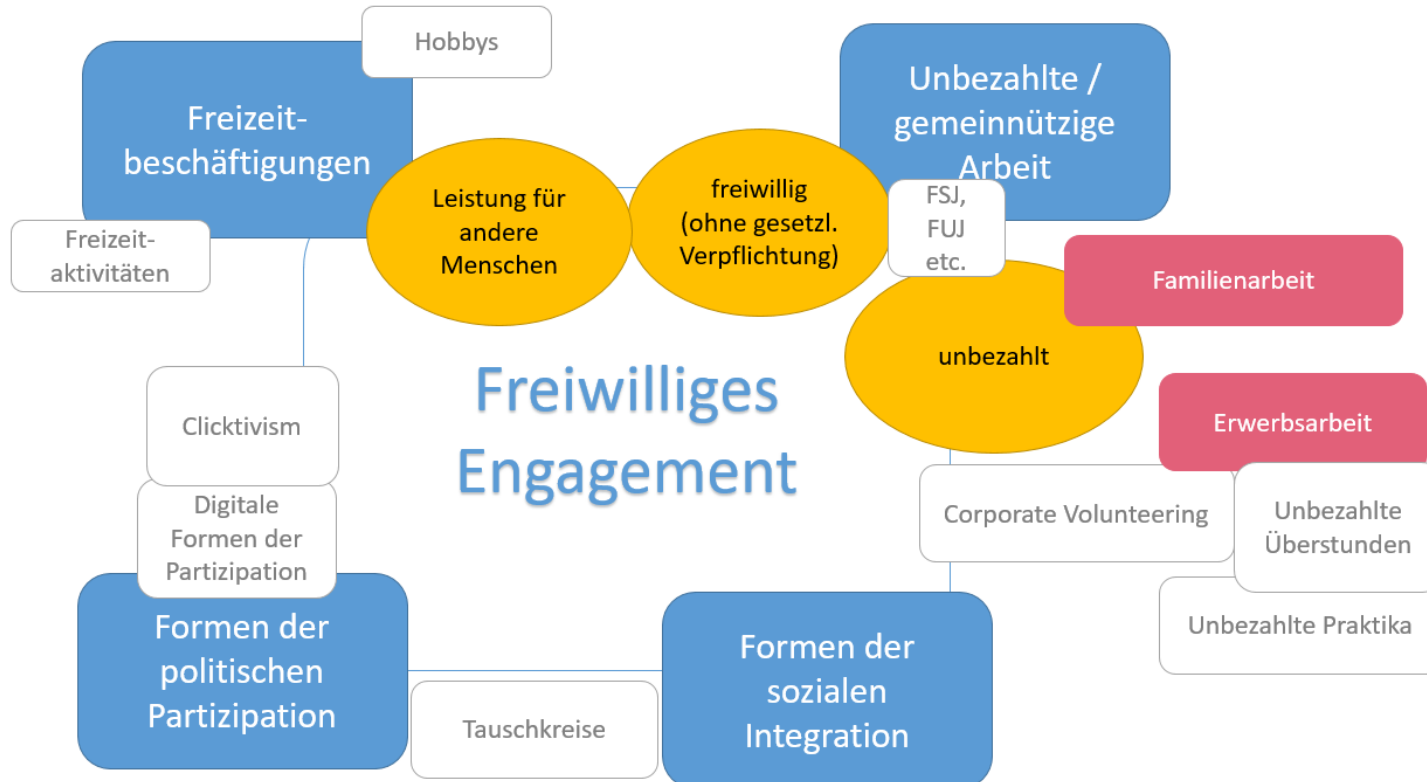 Hobbys
Freizeit-
beschäftigungen
Unbezahlte /
gemeinnützige
Arbeit
Leistung für
andere
Menschen
freiwillig
(ohne gesetzl.
Verpflichtung)
FSJ,
FUJ
etc.
Freizeit-
aktivitäten
Familienarbeit
unbezahlt
Freiwilliges
Engagement
Clicktivism
Erwerbsarbeit
Digitale
Formen der
Partizipation
Corporate Volunteering
Unbezahlte
Überstunden
Unbezahlte Praktika
Formen der
politischen
Partizipation
Formen der
sozialen
Integration
Tauschkreise